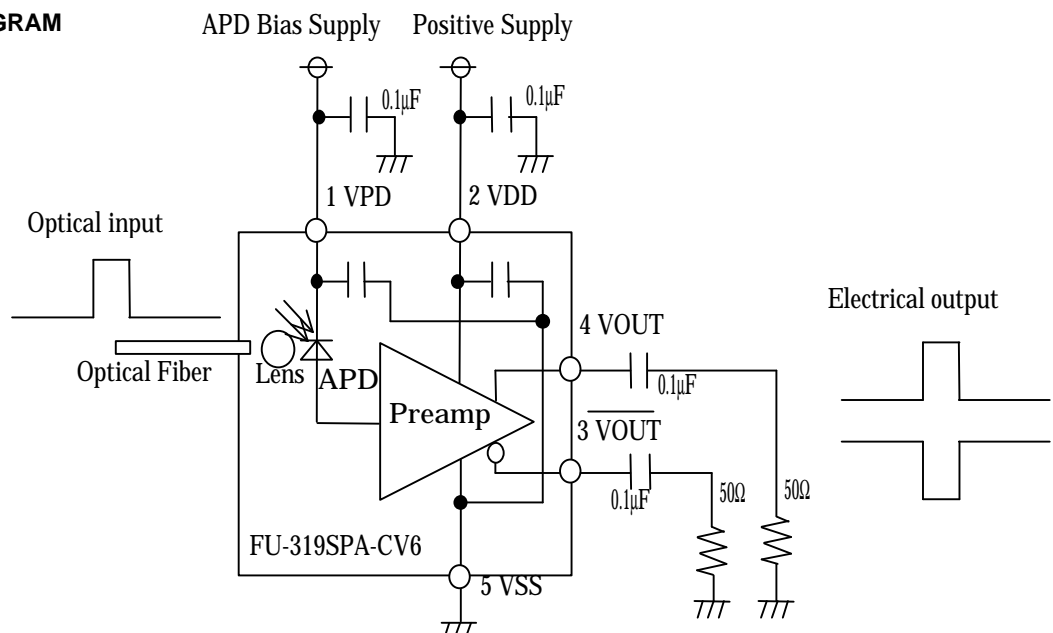 GRAM
APD Bias Supply
Positive Supply
0.1µF
0.1µF
1 VPD
2 VDD
Optical input
Electrical output
4 VOUT
Optical Fiber
Lens
APD
0.1µF
Preamp
3 VOUT
0.1µF
50Ω
50Ω
FU-319SPA-CV6
5 VSS